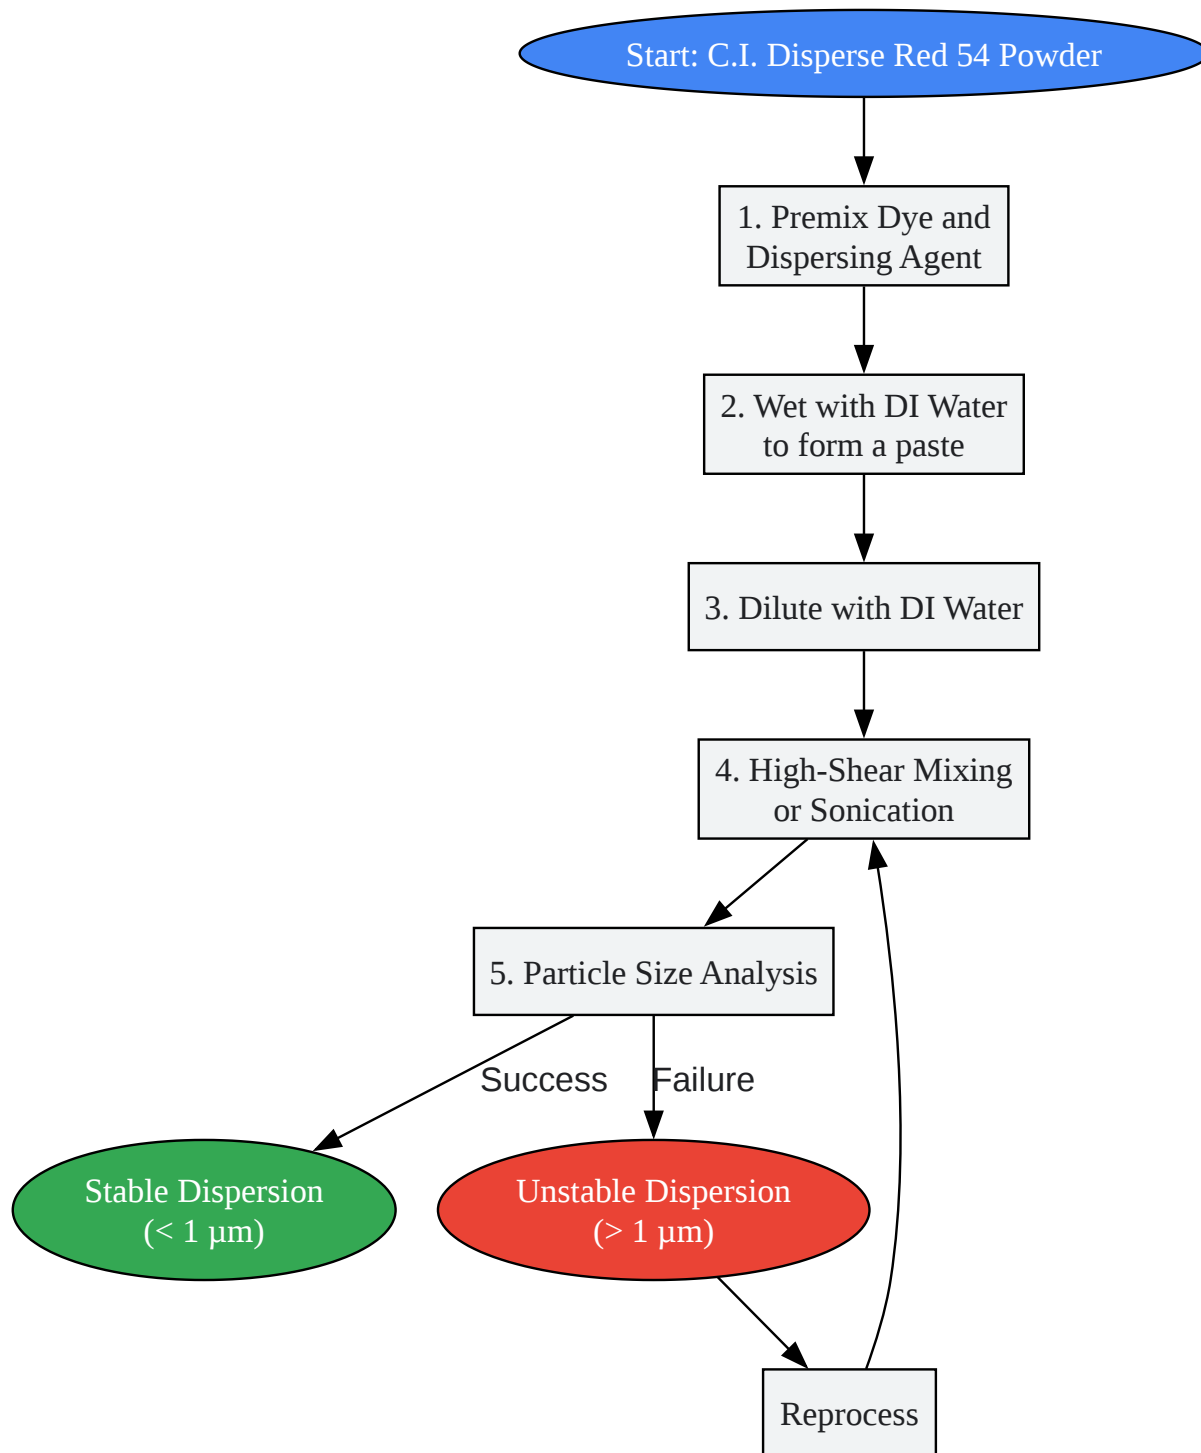 Start: C.I. Disperse Red 54 Powder
1. Premix Dye and
Dispersing Agent
2. Wet with DI Water
to form a paste
3. Dilute with DI Water
4. High-Shear Mixing
or Sonication
5. Particle Size Analysis
Success
Failure
Stable Dispersion
(< 1 µm)
Unstable Dispersion
(> 1 µm)
Reprocess